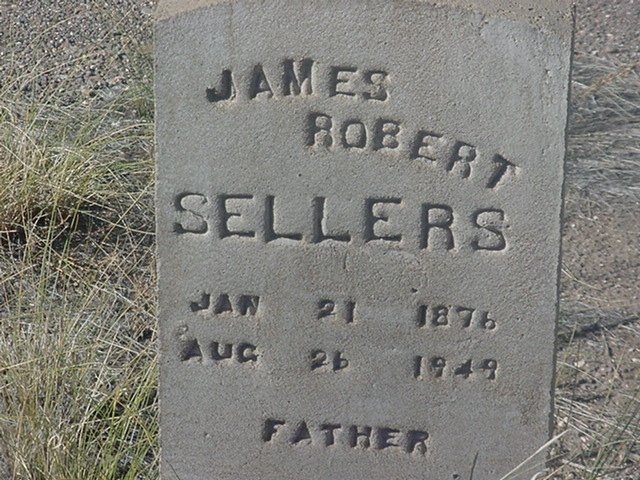 JAMES
ROBERT
SELLERS
JAN 21 1876
AUG 26 1949
FATHER